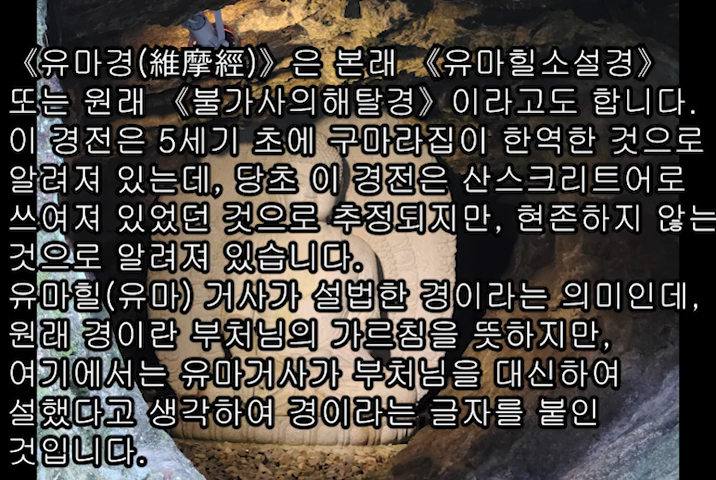 《유마경(維摩經)》은 본래 《유마힐소설경》
또는 원래 《불가사의해탈경》이라고도 합니다.
이 경전은 5세기 초에 구마라집이 한역한 것으로
알려져 있는데, 당초 이 경전은 산스크리트어로
쓰여져 있었던 것으로 추정되지만, 현존하지 않는
것으로 알려져 있습니다.
유마힐(유마) 거사가 설법한 경이라는 의미인데,
원래 경이란 부처님의 가르침을 뜻하지만,
여기에서는 유마거사가 부처님을 대신하여
설했다고 생각하여 경이라는 글자를 붙인
것입니다.